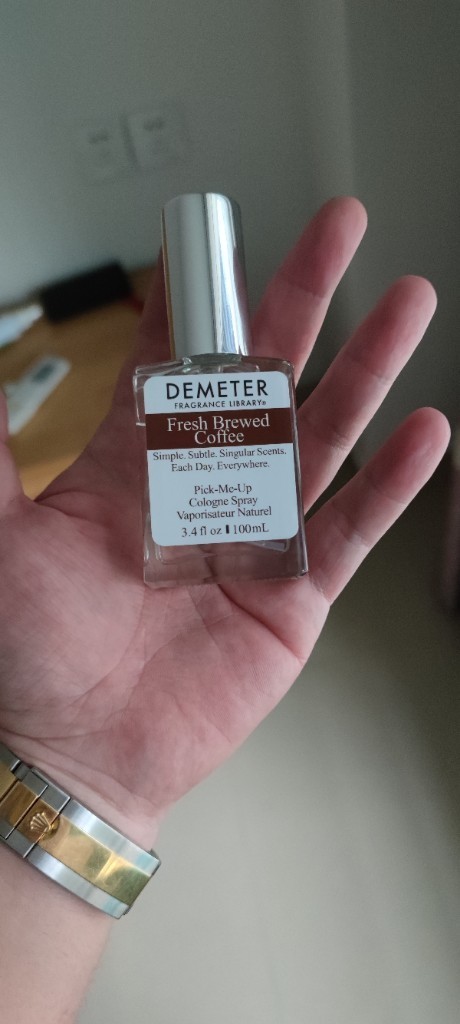 DEMETER
FRAGRANCE LIBRARY®
Fresh Brewed
Coffee
Simple. Subtle. Singular Scents.
Each Day. Everywhere.
Pick-Me-Up
Cologne Spray
Vaporisateur Naturel
3.4 fl oz 100mL